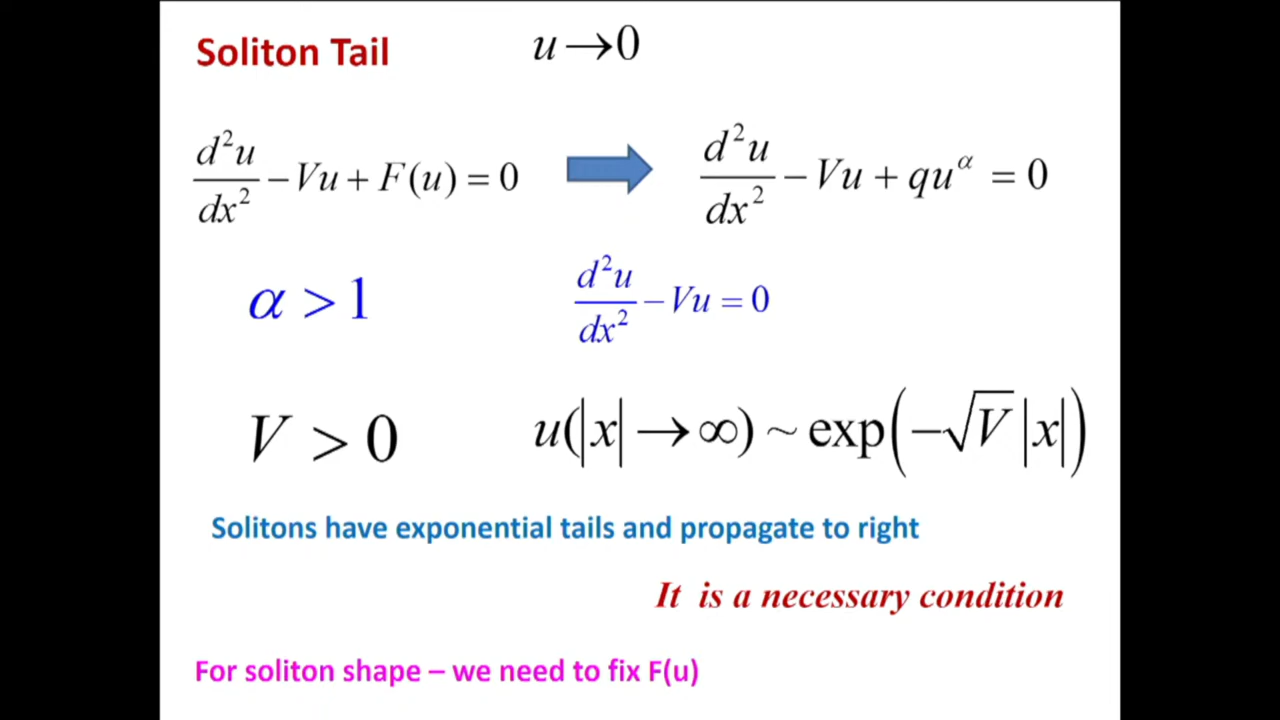 Soliton Tail u → 0
d²u/dx² − Vu + F(u) = 0 d²u/dx² − Vu + qu^α = 0
α > 1 d²u/dx² − Vu = 0
V > 0 u(|x| → ∞) ~ exp(−√V |x|)
Solitons have exponential tails and propagate to right
It is a necessary condition
For soliton shape – we need to fix F(u)